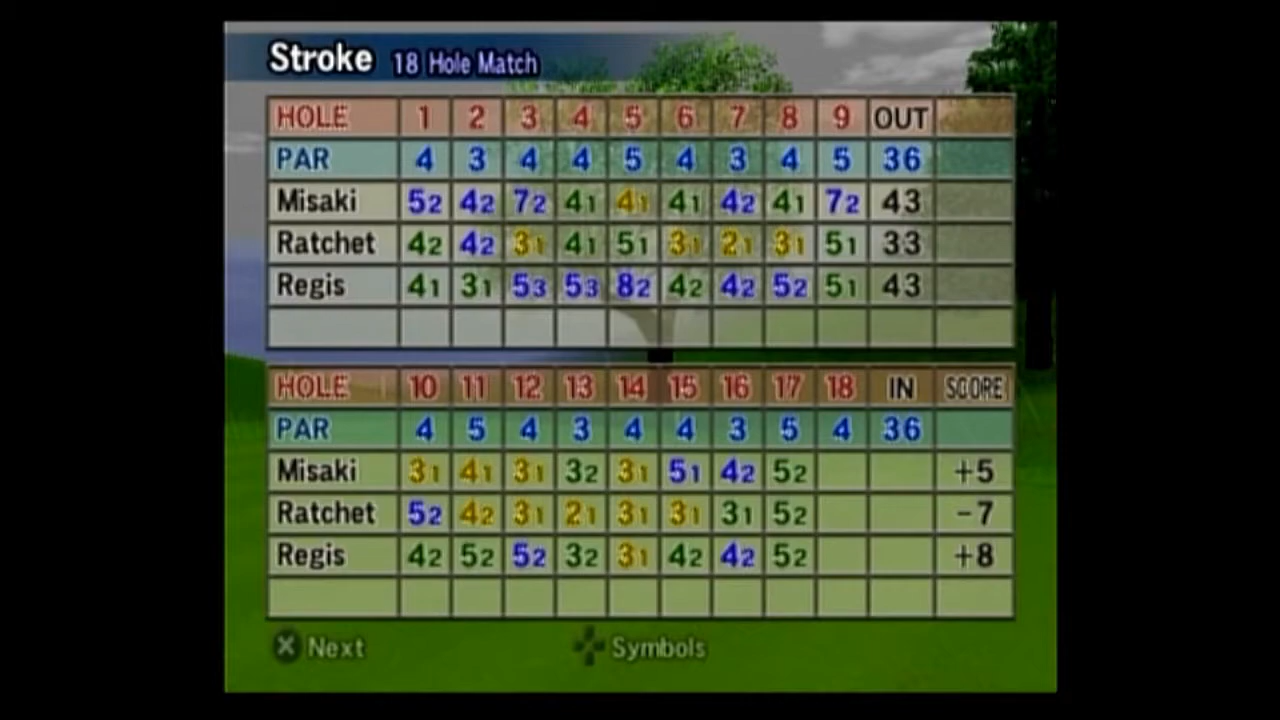 Stroke 18 Hole Match
HOLE 1 2 3 4 5 6 7 8 9 OUT
PAR 4 3 4 4 5 4 3 4 5 36
Misaki 52 42 72 41 41 41 42 41 72 43
Ratchet 42 42 31 41 51 31 21 31 51 33
Regis 41 31 53 53 82 42 42 52 51 43
HOLE 10 11 12 13 14 15 16 17 18 IN SCORE
PAR 4 5 4 3 4 4 3 5 4 36
Misaki 31 41 31 32 31 51 42 52 +5
Ratchet 52 42 31 21 31 31 31 52 -7
Regis 42 52 52 32 31 42 42 52 +8
X Next Symbols